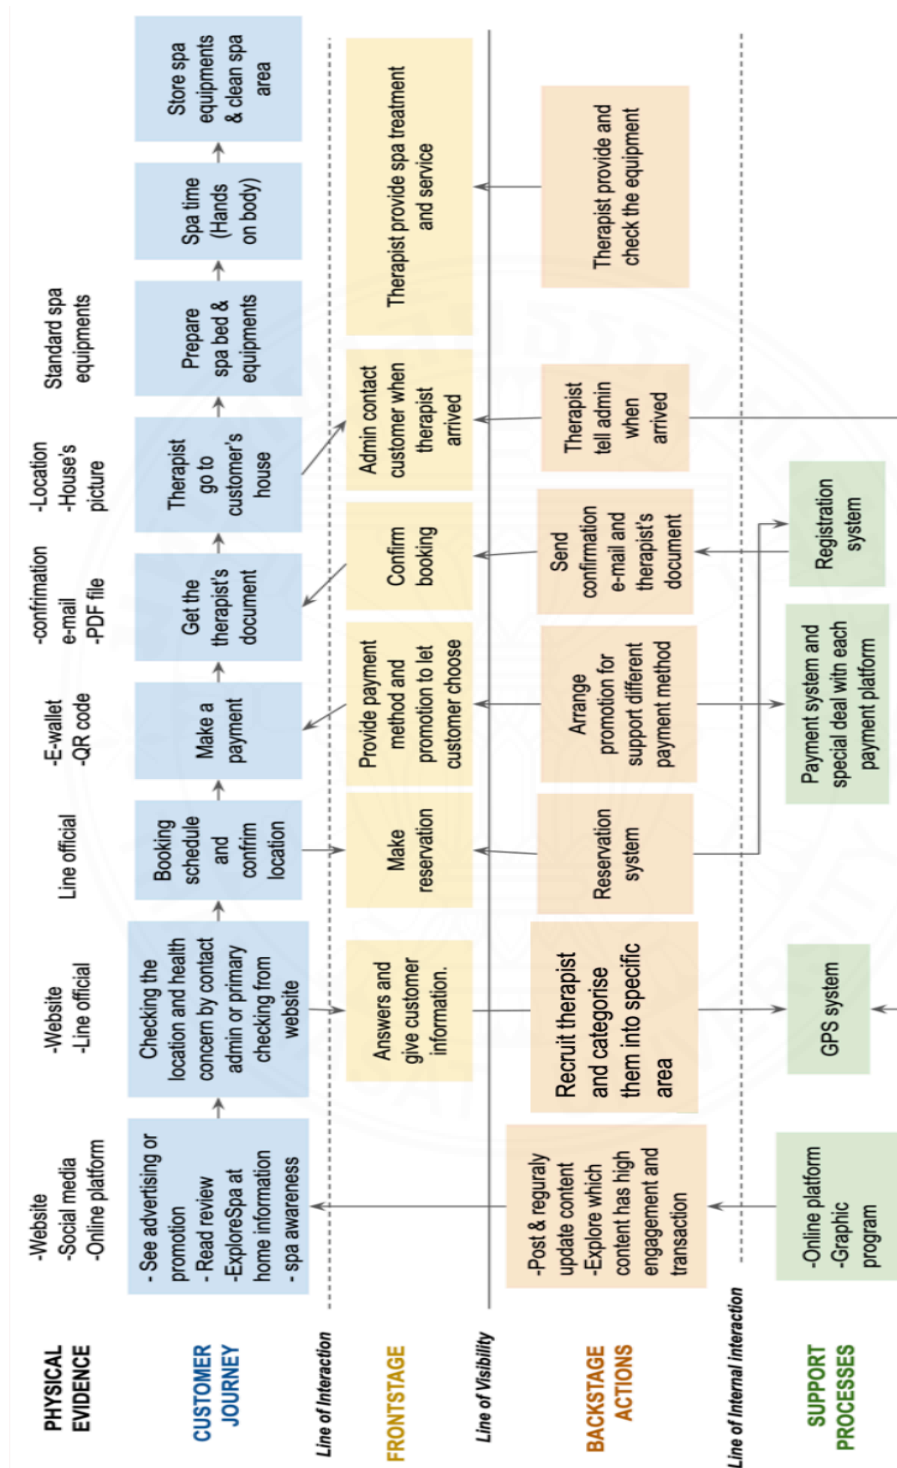 PHYSICAL
EVIDENCE
-Website
-Social media
-Online platform
-Website
-Line official
Line official
-E-wallet
-QR code
-confrimation
e-mail
-PDF file
-Location
-House's
picture
Standard spa
equipments
CUSTOMER
JOURNEY
- See advertising or
promotion
- Read review
-ExploreSpa at
home information
- spa awareness
Checking the
location and health
concern by contact
admin or primary
checking from
website
Booking
schedule
and
confrim
location
Make a
payment
Get the
therapist's
document
Therapist
go to
customer's
house
Prepare
spa bed &
equipments
Spa time
(Hands
on body)
Store spa
equipments
& clean spa
area
Line of Interaction
FRONTSTAGE
Answers and
give customer
information.
Make
reservation
Provide payment
method and
promotion to let
customer choose
Confirm
booking
Admin contact
customer when
therapist
arrived
Therapist provide spa treatment
and service
Line of Visibility
BACKSTAGE
ACTIONS
-Post & reguraly
update content
-Explore which
content has high
engagement and
transaction
Recruit therapist
and categorise
them into specific
area
Reservation
system
Arrange
promotion for
support different
payment method
Send
confirmation
e-mail and
therapist's
document
Therapist
tell admin
when
arrived
Therapist provide and
check the equipment
Line of Internal interaction
SUPPORT
PROCESSES
-Online platform
-Graphic
program
GPS system
Payment system and
special deal with each
payment platform
Registration
system